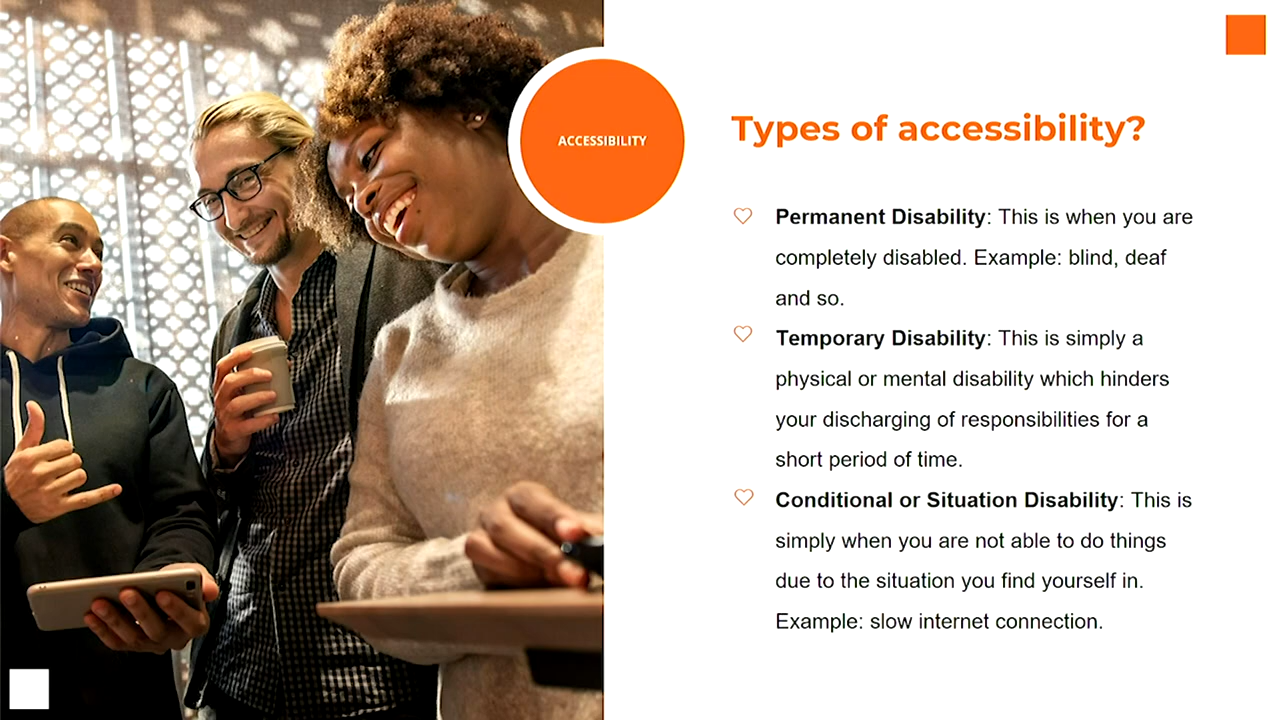 ACCESSIBILITY
Types of accessibility?
Permanent Disability: This is when you are
completely disabled. Example: blind, deaf
and so.
Temporary Disability: This is simply a
physical or mental disability which hinders
your discharging of responsibilities for a
short period of time.
Conditional or Situation Disability: This is
simply when you are not able to do things
due to the situation you find yourself in.
Example: slow internet connection.